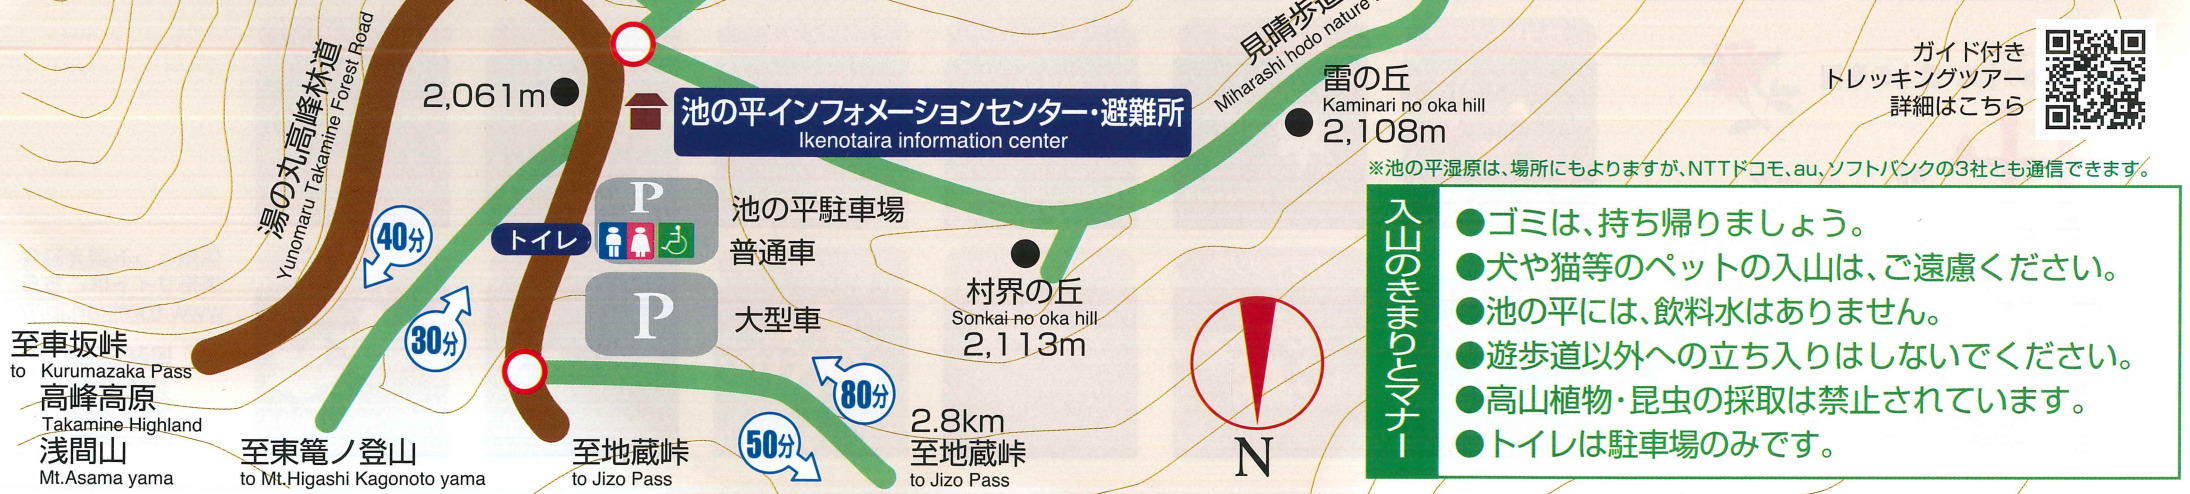 湯の丸高峰林道
Yunomaru Takamine Forest Road
2,061m
池の平インフォメーションセンター・避難所
Ikenotaira information center
見晴歩道
Miharashi hodo nature
雷の丘
Kaminari no oka hill
2,108m
ガイド付き
トレッキングツアー
詳細はこちら
※池の平湿原は、場所にもよりますが、NTTドコモ、au、ソフトバンクの3社とも通信できます。
P
池の平駐車場
普通車
トイレ
P
大型車
40分
30分
村界の丘
Sonkai no oka hill
2,113m
至車坂峠
to Kurumazaka Pass
高峰高原
Takamine Highland
浅間山
Mt.Asama yama
至東篭ノ登山
to Mt.Higashi Kagonoto yama
至地蔵峠
to Jizo Pass
80分
50分
2.8km
至地蔵峠
to Jizo Pass
N
入山のきまりとマナー
●ゴミは、持ち帰りましょう。
●犬や猫等のペットの入山は、ご遠慮ください。
●池の平には、飲料水はありません。
●遊歩道以外への立ち入りはしないでください。
●高山植物・昆虫の採取は禁止されています。
●トイレは駐車場のみです。